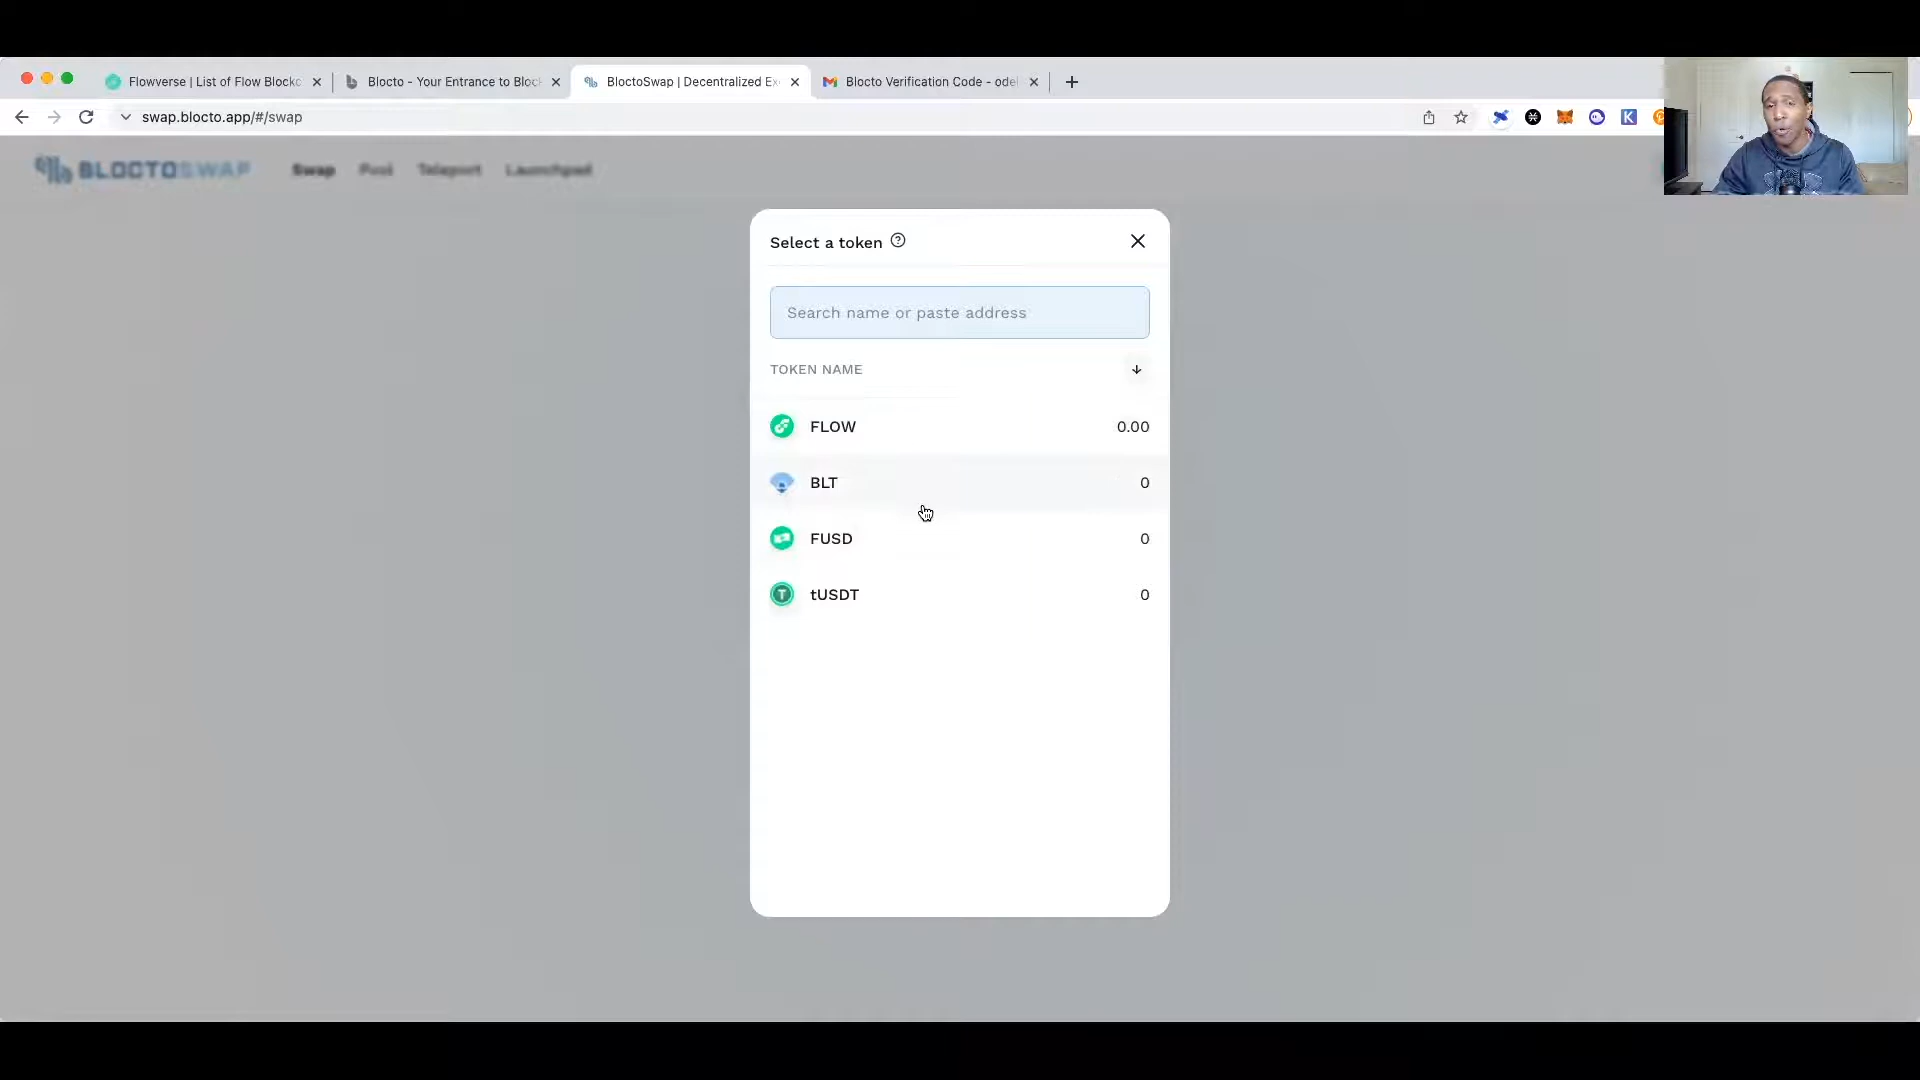 Flowverse | List of Flow Blockc
Blocto - Your Entrance to Bloc
BloctoSwap | Decentralized Ex
Blocto Verification Code - odel
swap.blocto.app/#/swap
BLOCTOSWAP
Swap
Pool
Teleport
Launchpad
Select a token
Search name or paste address
TOKEN NAME
FLOW 0.00
BLT 0
FUSD 0
tUSDT 0